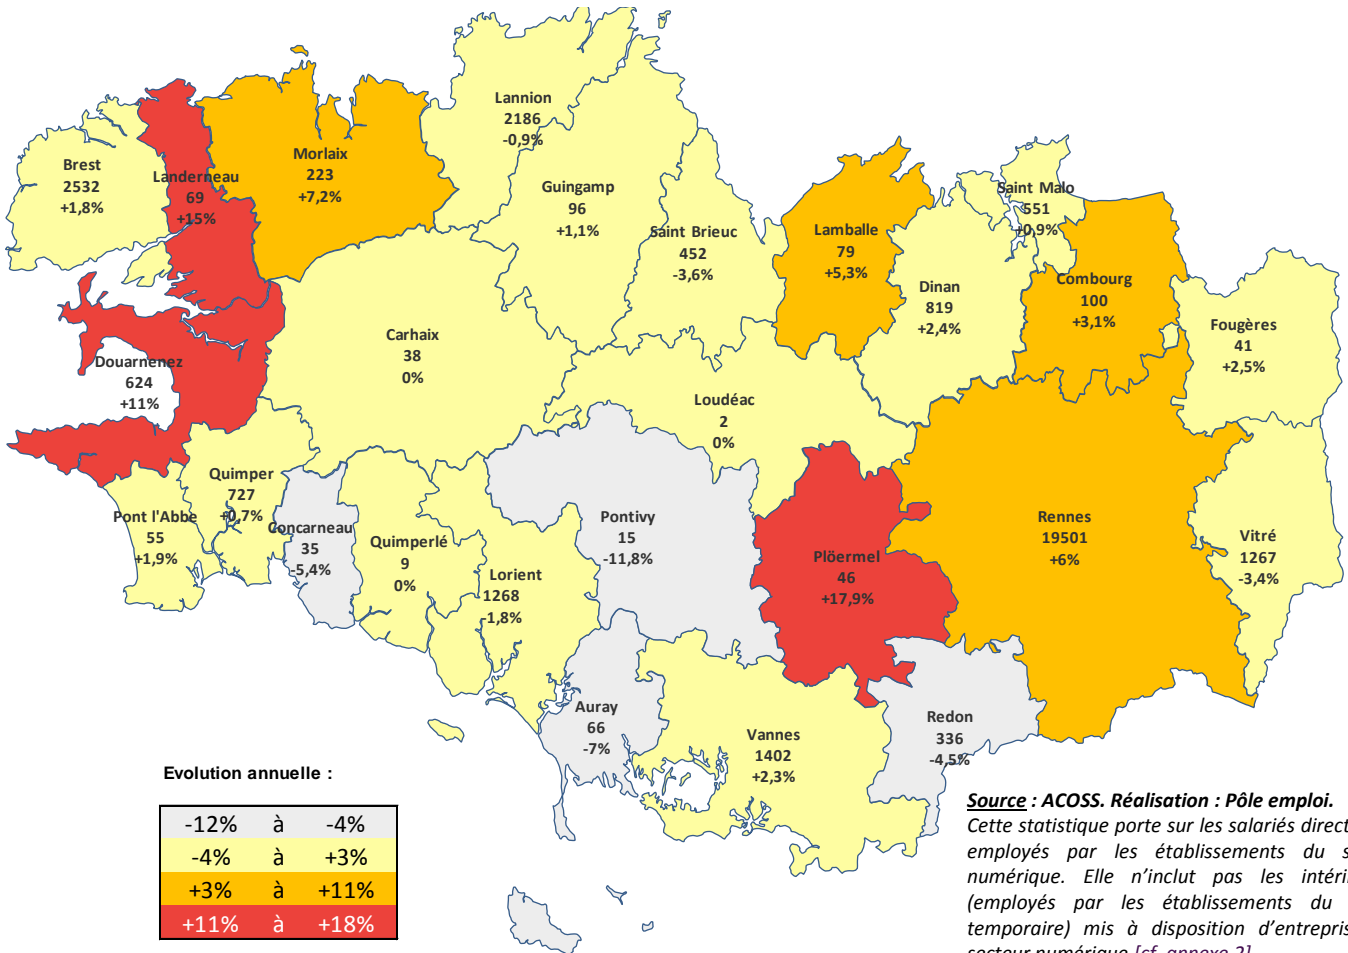 Lannion
2186
-0,9%
Brest
2532
+1,8%
Landerneau
69
+15%
Morlaix
223
+7,2%
Guingamp
96
+1,1%
Saint Brieuc
452
-3,6%
Lamballe
79
+5,3%
Saint Malo
551
+0,9%
Dinan
819
+2,4%
Combourg
100
+3,1%
Fougères
41
+2,5%
Carhaix
38
0%
Douarnenez
624
+11%
Loudéac
2
0%
Quimper
727
+0,7%
Pont l'Abbe
55
+1,9%
Concarneau
35
-5,4%
Quimperlé
9
0%
Lorient
1268
-1,8%
Pontivy
15
-11,8%
Plöermel
46
+17,9%
Rennes
19501
+6%
Vitré
1267
-3,4%
Auray
66
-7%
Vannes
1402
+2,3%
Redon
336
-4,5%
Evolution annuelle :
-12% à -4%
-4% à +3%
+3% à +11%
+11% à +18%
Source : ACOSS. Réalisation : Pôle emploi.
Cette statistique porte sur les salariés direct
employés par les établissements du s
numérique. Elle n’inclut pas les intéri
(employés par les établissements du
temporaire) mis à disposition d’entrepris
secteur numérique [cf. annexe 2]